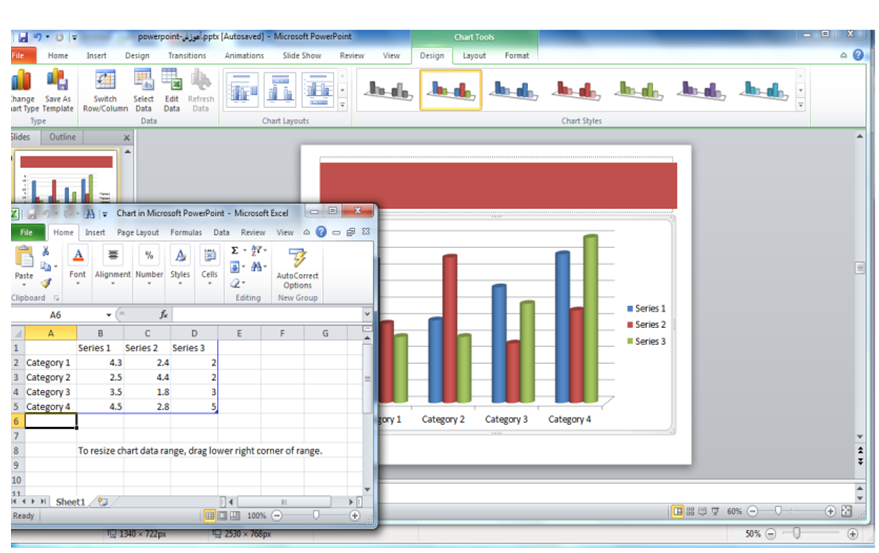 powerpoint-آموزش.pptx [Autosaved] - Microsoft PowerPoint
Chart Tools
File Home Insert Design Transitions Animations Slide Show Review View Design Layout Format
Switch Row/Column
Select Data
Edit Data
Refresh Data
Save As Template
Type Data Chart Layouts Chart Styles
Outline
Chart in Microsoft PowerPoint - Microsoft Excel
File Home Insert Page Layout Formulas Data Review View
Paste Font Alignment Number Styles Cells
AutoCorrect Options
Clipboard Editing New Group
A6 fx
A B C D E F G
1 Series 1 Series 2 Series 3
2 Category 1 4.3 2.4 2
3 Category 2 2.5 4.4 2
4 Category 3 3.5 1.8 3
5 Category 4 4.5 2.8 5
6
7
8 To resize chart data range, drag lower right corner of range.
9
10
11
Sheet1
Ready 100%
Series 1
Series 2
Series 3
Category 2 Category 3 Category 4
60%
1340 × 722px 2530 × 768px 50%